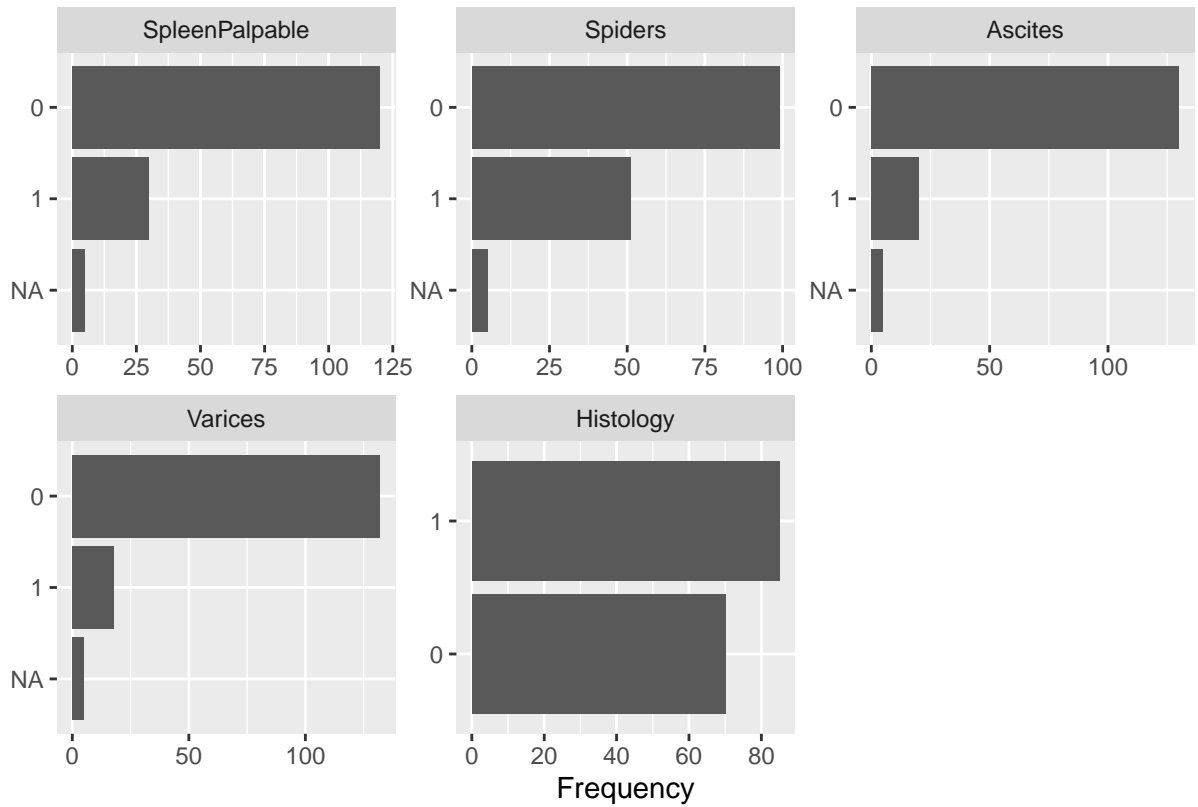 SpleenPalpable Spiders Ascites
0 0 0
1 1 1
NA NA NA
0 25 50 75 100 125 0 25 50 75 100 0 50 100
Varices Histology
0 1
1 0
NA
0 50 100 0 20 40 60 80
Frequency